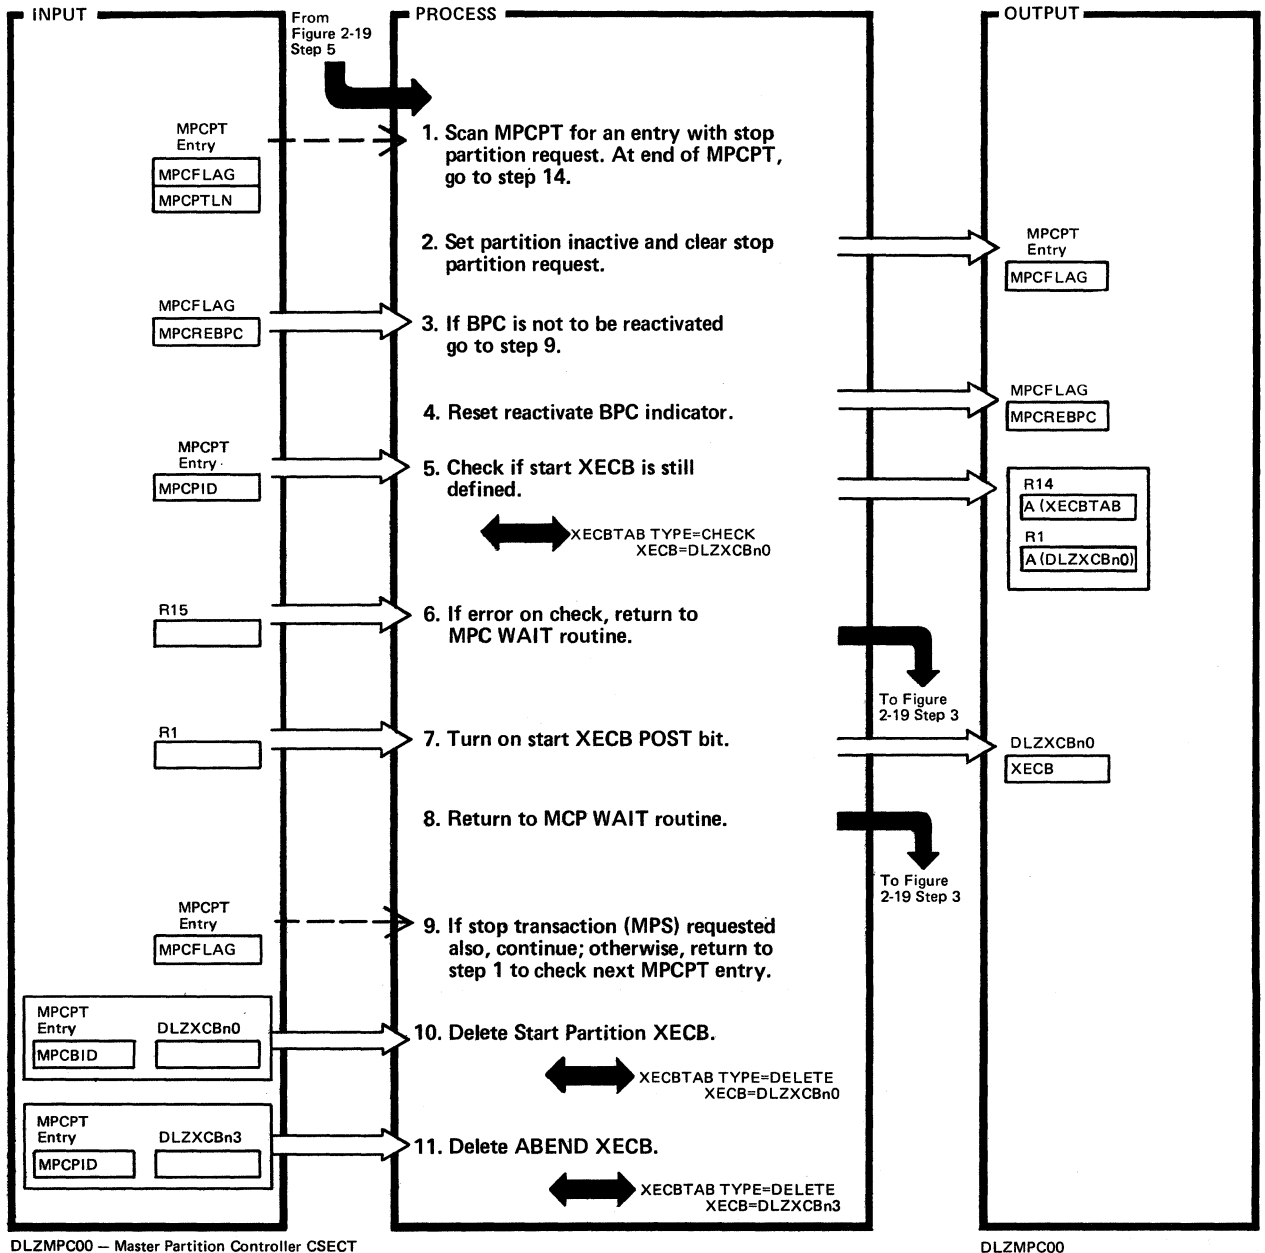 INPUT
From
Figure 2-19
Step 5
PROCESS
OUTPUT
MPCPT
Entry
MPCFLAG
MPCPTLN
1. Scan MPCPT for an entry with stop
partition request. At end of MPCPT,
go to step 14.
2. Set partition inactive and clear stop
partition request.
MPCPT
Entry
MPCFLAG
MPCFLAG
MPCREBPC
3. If BPC is not to be reactivated
go to step 9.
4. Reset reactivate BPC indicator.
MPCFLAG
MPCREBPC
MPCPT
Entry
MPCPID
5. Check if start XECB is still
defined.
XECBTAB TYPE=CHECK
XECB=DLZXCBn0
R14
A (XECBTAB
R1
A (DLZXCBn0)
R15
6. If error on check, return to
MPC WAIT routine.
To Figure
2-19 Step 3
R1
7. Turn on start XECB POST bit.
DLZXCBn0
XECB
8. Return to MCP WAIT routine.
To Figure
2-19 Step 3
MPCPT
Entry
MPCFLAG
9. If stop transaction (MPS) requested
also, continue; otherwise, return to
step 1 to check next MPCPT entry.
MPCPT
Entry
DLZXCBn0
MPCBID
10. Delete Start Partition XECB.
XECBTAB TYPE=DELETE
XECB=DLZXCBn0
MPCPT
Entry
DLZXCBn3
MPCPID
11. Delete ABEND XECB.
XECBTAB TYPE=DELETE
XECB=DLZXCBn3
DLZMPC00 — Master Partition Controller CSECT
DLZMPC00